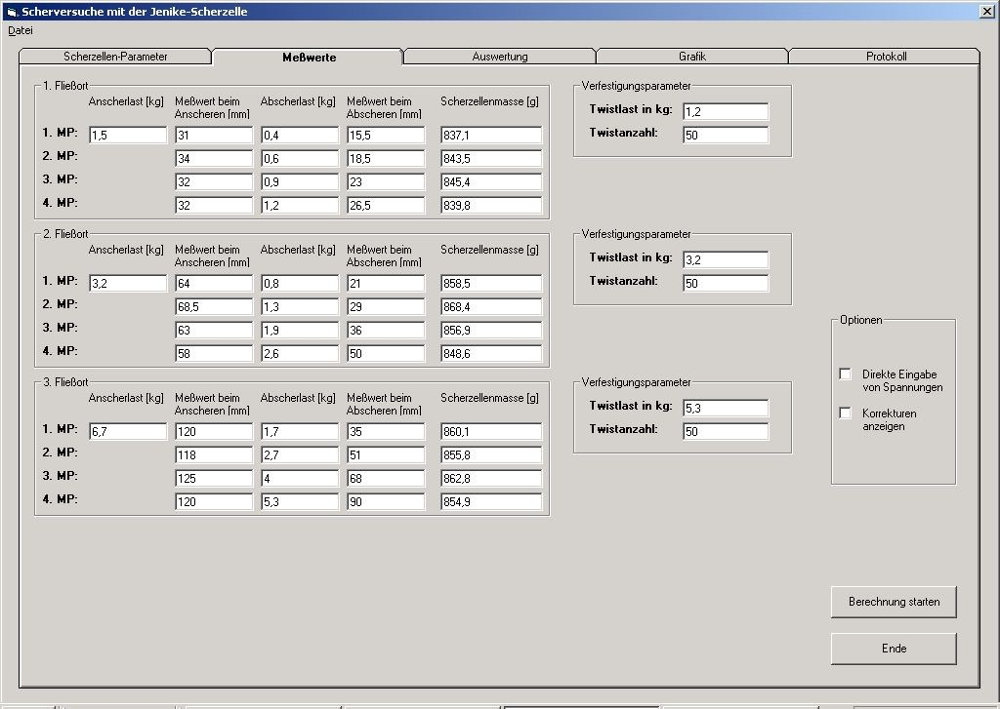 Scherversuche mit der Jenike-Scherzelle
Datei
Scherzellen-Parameter Meßwerte Auswertung Grafik Protokoll
1. Fließort
Anscherlast [kg] Meßwert beim Anscheren [mm] Abscherlast [kg] Meßwert beim Abscheren [mm] Scherzellenmasse [g]
1. MP: 1,5 31 0,4 15,5 837,1
2. MP: 34 0,6 18,5 843,5
3. MP: 32 0,9 23 845,4
4. MP: 32 1,2 26,5 839,8
Verfestigungsparameter
Twistlast in kg: 1,2
Twistanzahl: 50
2. Fließort
Anscherlast [kg] Meßwert beim Anscheren [mm] Abscherlast [kg] Meßwert beim Abscheren [mm] Scherzellenmasse [g]
1. MP: 3,2 64 0,8 21 858,5
2. MP: 68,5 1,3 29 868,4
3. MP: 63 1,9 36 856,9
4. MP: 58 2,6 50 848,6
Verfestigungsparameter
Twistlast in kg: 3,2
Twistanzahl: 50
3. Fließort
Anscherlast [kg] Meßwert beim Anscheren [mm] Abscherlast [kg] Meßwert beim Abscheren [mm] Scherzellenmasse [g]
1. MP: 6,7 120 1,7 35 860,1
2. MP: 118 2,7 51 855,8
3. MP: 125 4 68 862,8
4. MP: 120 5,3 90 854,9
Verfestigungsparameter
Twistlast in kg: 5,3
Twistanzahl: 50
Optionen
Direkte Eingabe
von Spannungen
Korrekturen
anzeigen
Berechnung starten
Ende